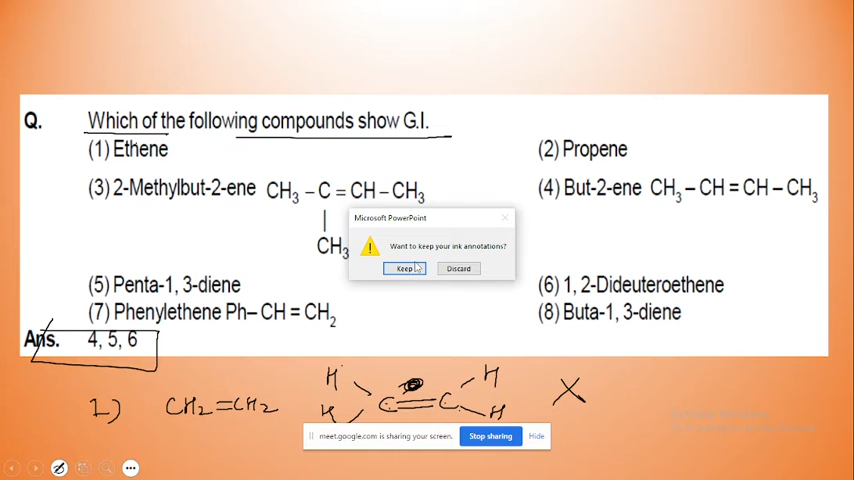 Q. Which of the following compounds show G.I.
(1) Ethene (2) Propene
(3) 2-Methylbut-2-ene CH₃ – C = CH – CH₃ (4) But-2-ene CH₃ – CH = CH – CH₃
|
CH₃
Microsoft PowerPoint
Want to keep your ink annotations?
Keep Discard
(5) Penta-1, 3-diene (6) 1, 2-Dideuteroethene
(7) Phenylethene Ph– CH = CH₂ (8) Buta-1, 3-diene
Ans. 4, 5, 6
1) CH₂=CH₂
H H
C = C X
H H
meet.google.com is sharing your screen. Stop sharing Hide